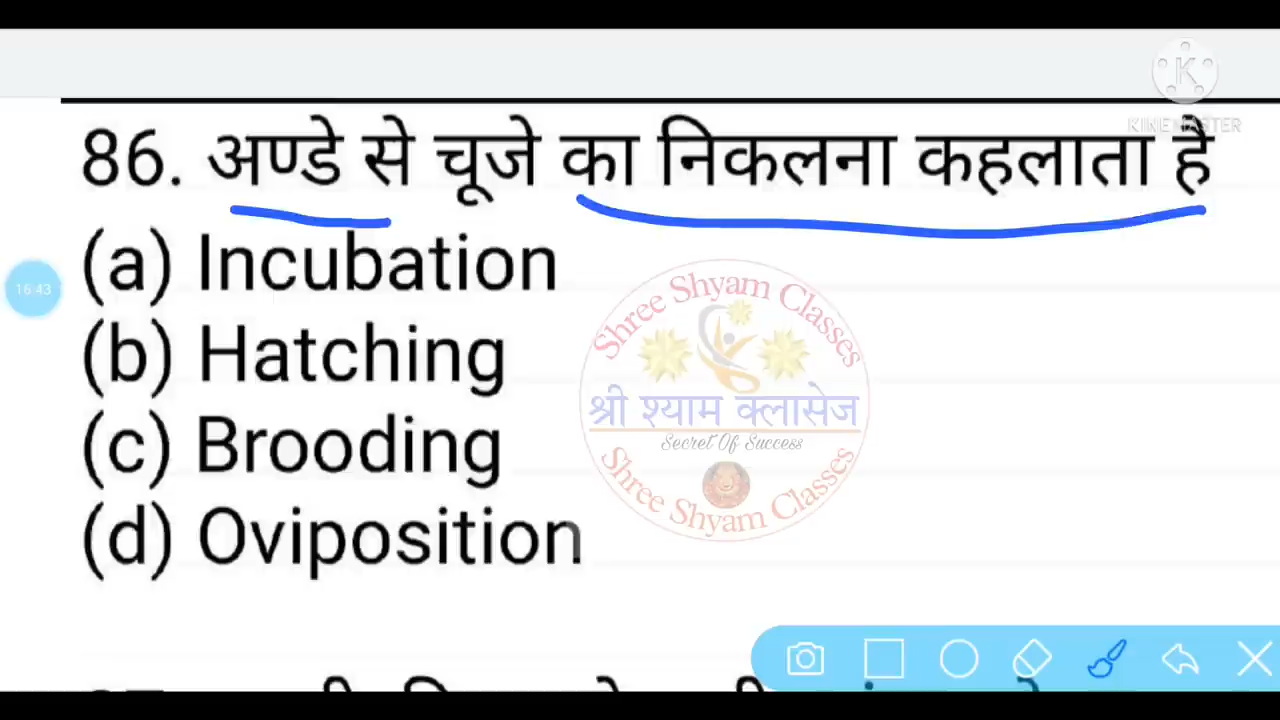 KINEMASTER
86. अण्डे से चूजे का निकलना कहलाता है
16:43
(a) Incubation
(b) Hatching
(c) Brooding
(d) Oviposition
Shree Shyam Classes
श्री श्याम क्लासेज
Secret Of Success
Shree Shyam Classes